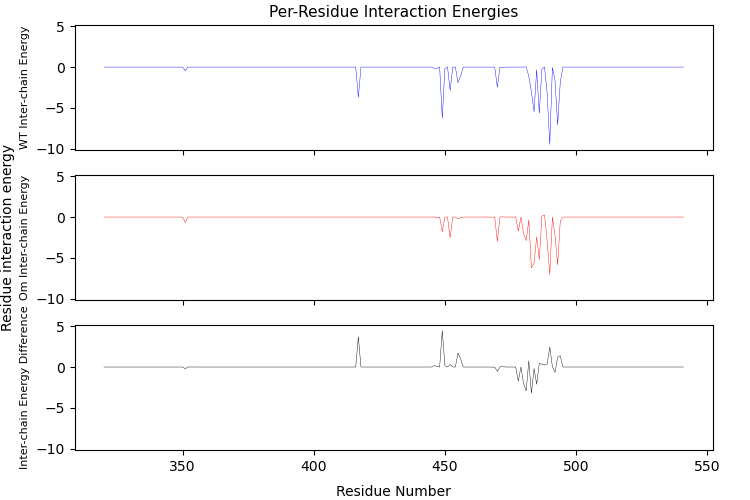 Per-Residue Interaction Energies
Residue interaction energy
WT Inter-chain Energy
5
0
−5
−10
Om Inter-chain Energy
5
0
−5
−10
Inter-chain Energy Difference
5
0
−5
−10
350
400
450
500
550
Residue Number